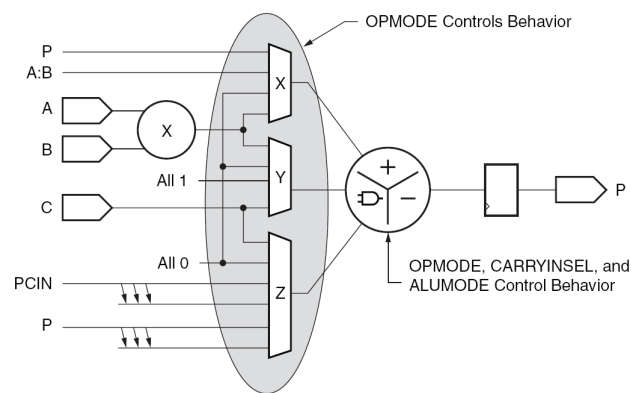 OPMODE Controls Behavior
P
A:B
A
B
X
X
All 1
Y
C
P
All 0
OPMODE, CARRYINSEL, and
ALUMODE Control Behavior
PCIN
Z
P